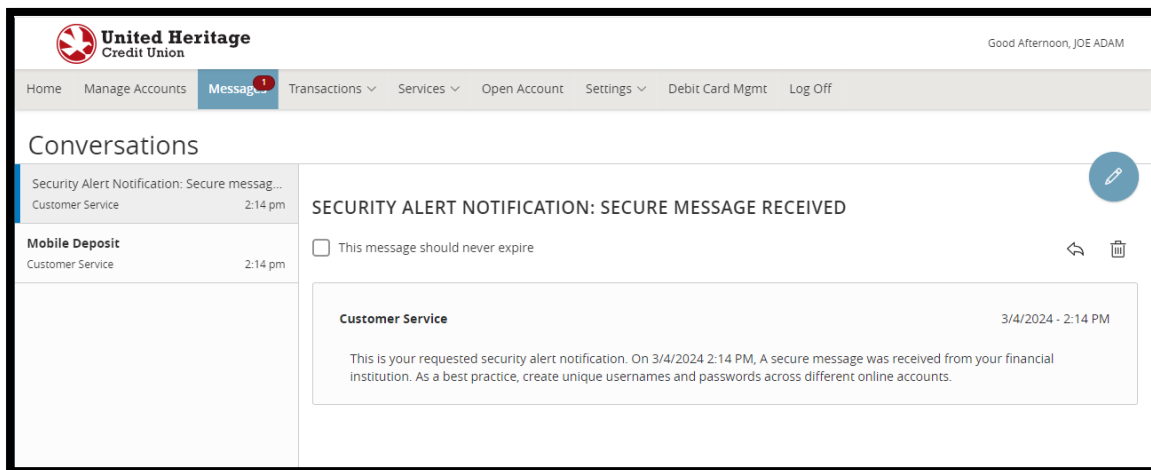 United Heritage
Credit Union
Good Afternoon, JOE ADAM
Home Manage Accounts Messages 1 Transactions Services Open Account Settings Debit Card Mgmt Log Off
Conversations
Security Alert Notification: Secure messag...
Customer Service 2:14 pm
Mobile Deposit
Customer Service 2:14 pm
SECURITY ALERT NOTIFICATION: SECURE MESSAGE RECEIVED
This message should never expire
Customer Service 3/4/2024 - 2:14 PM
This is your requested security alert notification. On 3/4/2024 2:14 PM, A secure message was received from your financial
institution. As a best practice, create unique usernames and passwords across different online accounts.